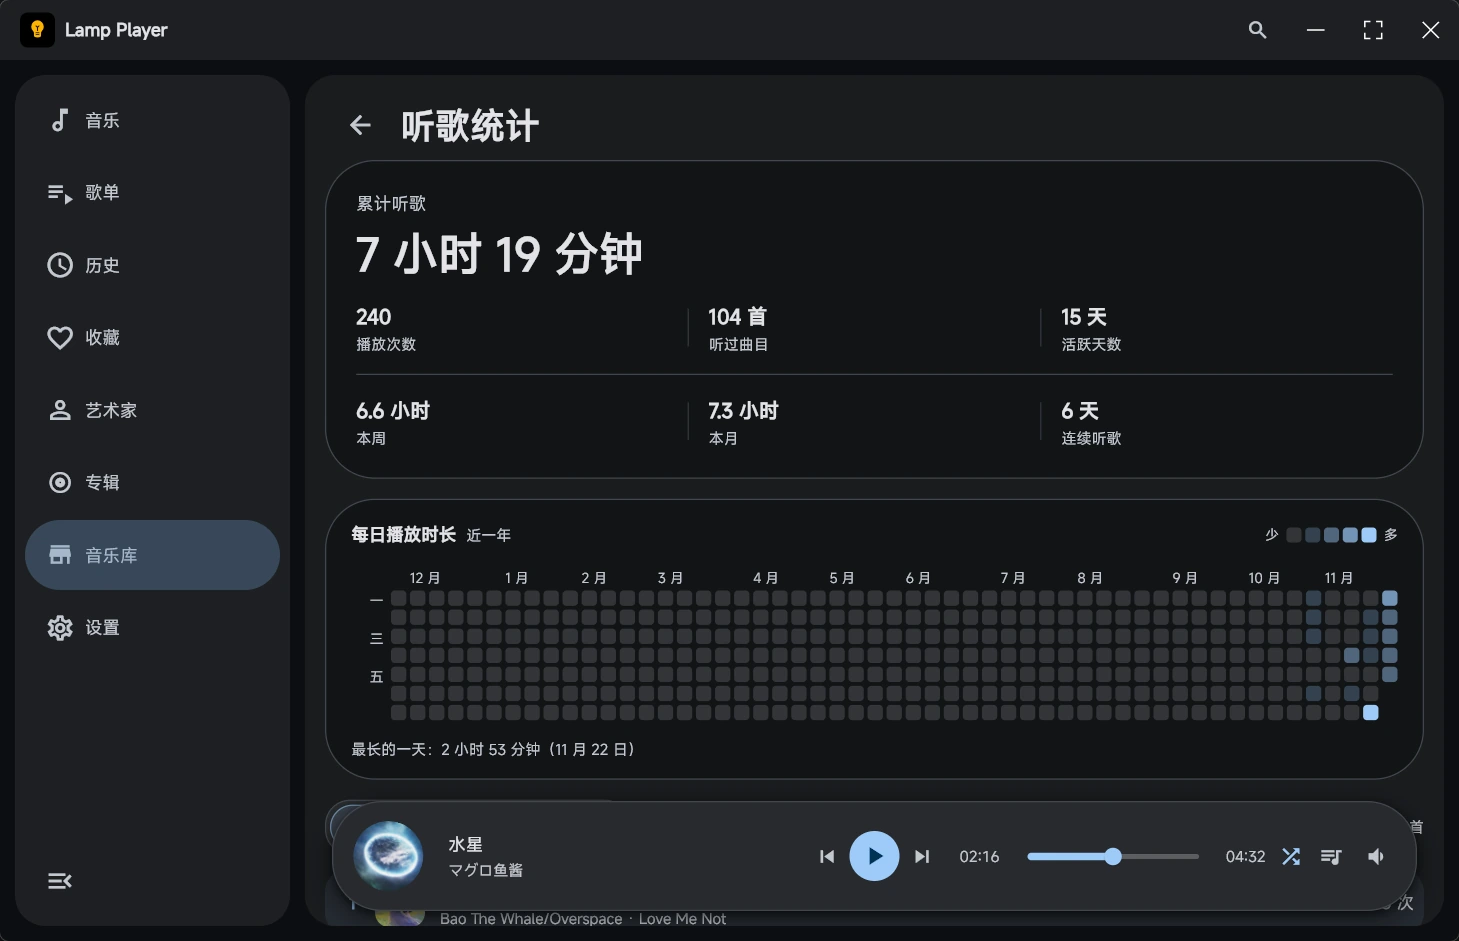 Lamp Player
音乐
歌单
历史
收藏
艺术家
专辑
音乐库
设置
听歌统计
累计听歌
7 小时 19 分钟
240
播放次数
104 首
听过曲目
15 天
活跃天数
6.6 小时
本周
7.3 小时
本月
6 天
连续听歌
每日播放时长 近一年
少 多
12 月 1 月 2 月 3 月 4 月 5 月 6 月 7 月 8 月 9 月 10 月 11 月
一
三
五
最长的一天：2 小时 53 分钟（11 月 22 日）
首
水星
マグロ鱼酱
02:16
04:32
Bao The Whale/Overspace · Love Me Not
次